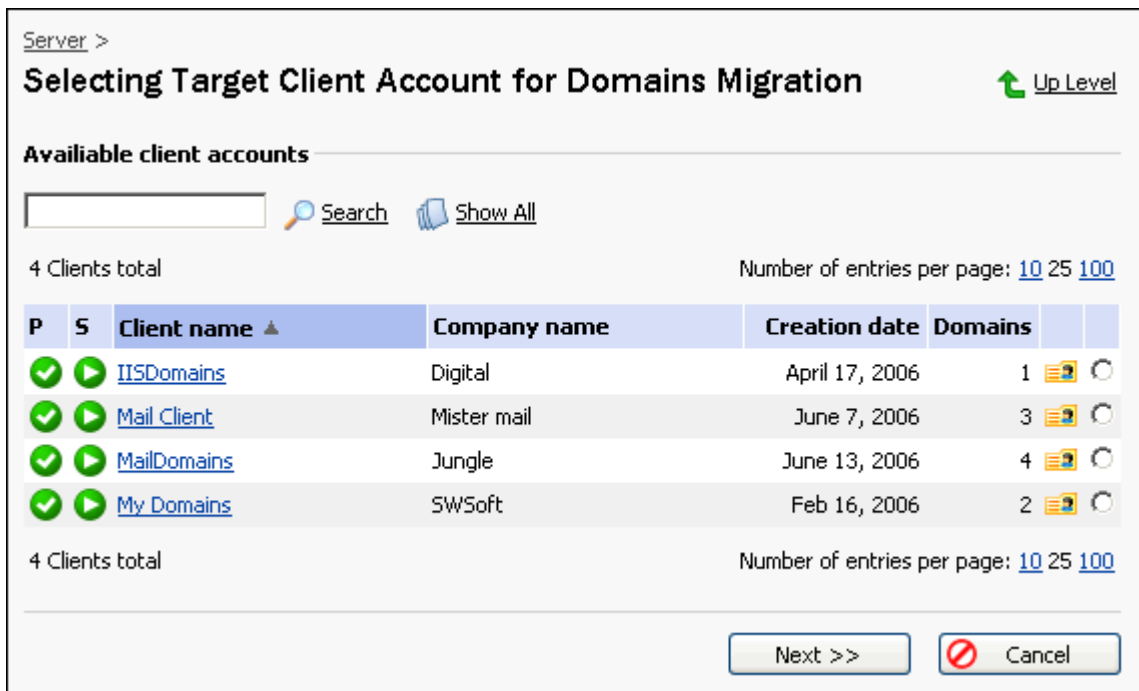 Server >
Selecting Target Client Account for Domains Migration Up Level
Availiable client accounts
Search Show All
4 Clients total Number of entries per page: 10 25 100
P S Client name Company name Creation date Domains
IISDomains Digital April 17, 2006 1
Mail Client Mister mail June 7, 2006 3
MailDomains Jungle June 13, 2006 4
My Domains SWSoft Feb 16, 2006 2
4 Clients total Number of entries per page: 10 25 100
Next >> Cancel